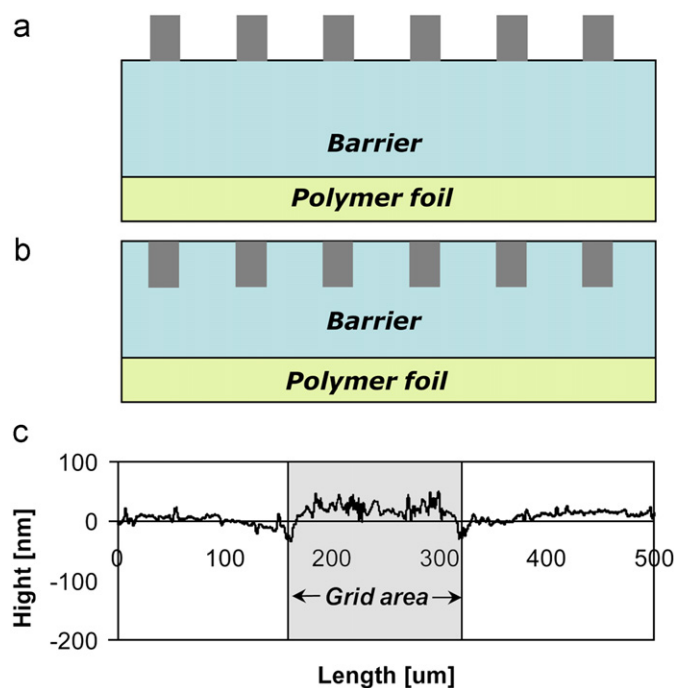 a
Barrier
Polymer foil
b
Barrier
Polymer foil
c
100
0
-100
-200
Hight [nm]
0 100 200 300 400 500
Grid area
Length [um]